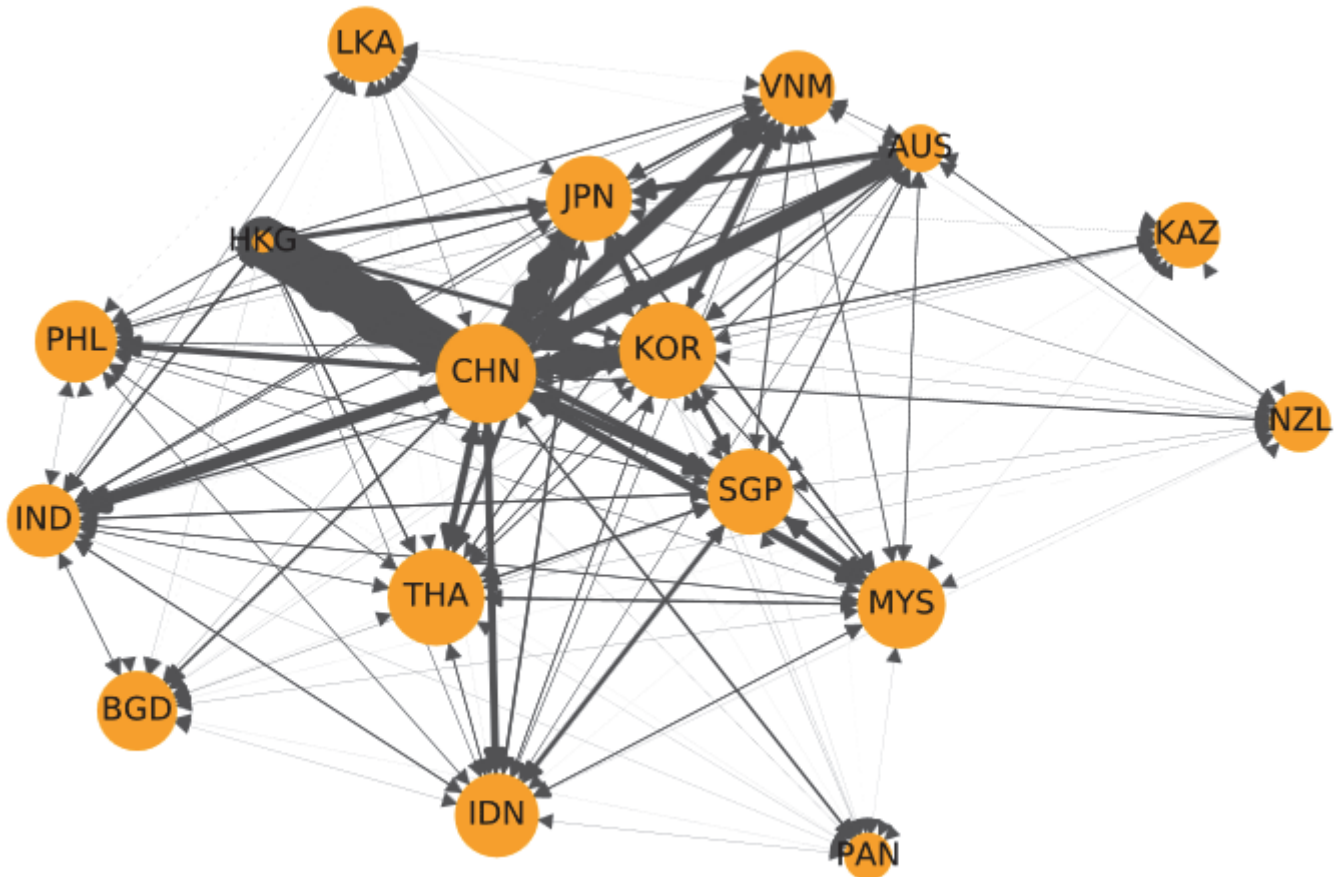 LKA
VNM
AUS
JPN
HKG
KAZ
PHL
CHN
KOR
NZL
IND
SGP
THA
MYS
BGD
IDN
PAN